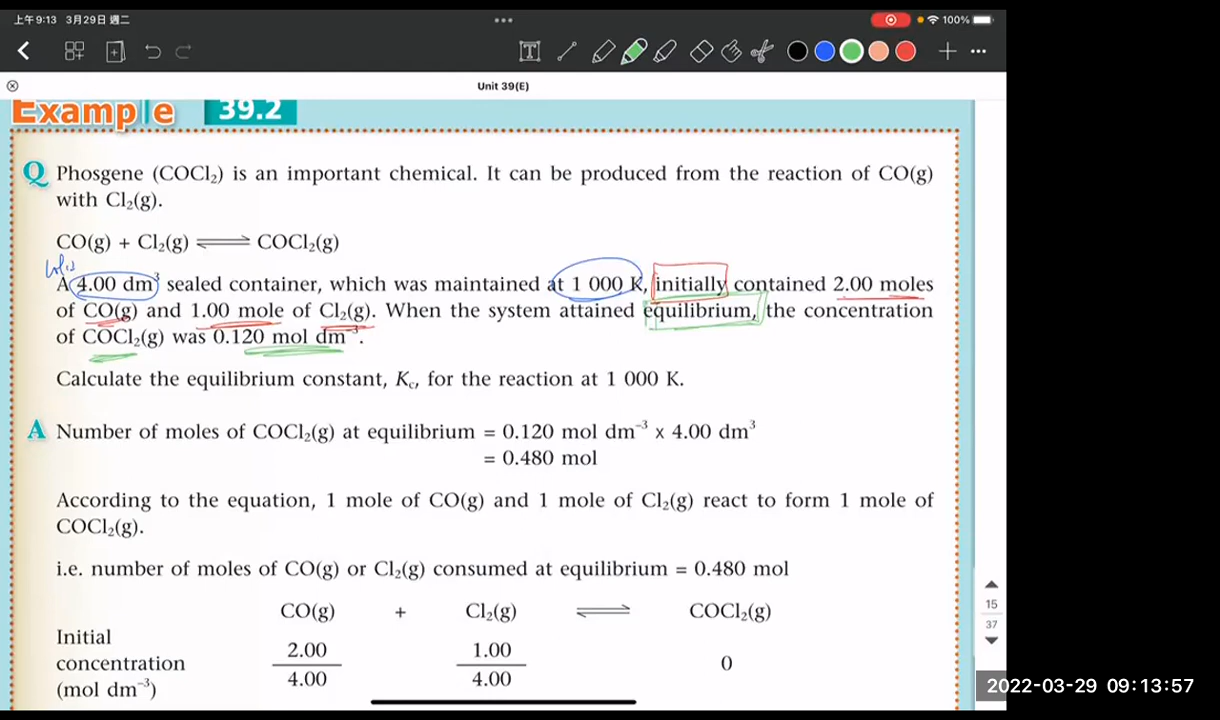 上午9:13 3月29日 週二
100%
Unit 39(E)
Example 39.2
Q Phosgene (COCl₂) is an important chemical. It can be produced from the reaction of CO(g)
with Cl₂(g).
CO(g) + Cl₂(g) ⇌ COCl₂(g)
A 4.00 dm³ sealed container, which was maintained at 1 000 K, initially contained 2.00 moles
of CO(g) and 1.00 mole of Cl₂(g). When the system attained equilibrium, the concentration
of COCl₂(g) was 0.120 mol dm⁻³.
Calculate the equilibrium constant, Kc, for the reaction at 1 000 K.
A Number of moles of COCl₂(g) at equilibrium = 0.120 mol dm⁻³ x 4.00 dm³
= 0.480 mol
According to the equation, 1 mole of CO(g) and 1 mole of Cl₂(g) react to form 1 mole of
COCl₂(g).
i.e. number of moles of CO(g) or Cl₂(g) consumed at equilibrium = 0.480 mol
CO(g) + Cl₂(g) ⇌ COCl₂(g)
Initial
2.00 1.00
concentration 0
4.00 4.00
(mol dm⁻³)
15
37
2022-03-29 09:13:57